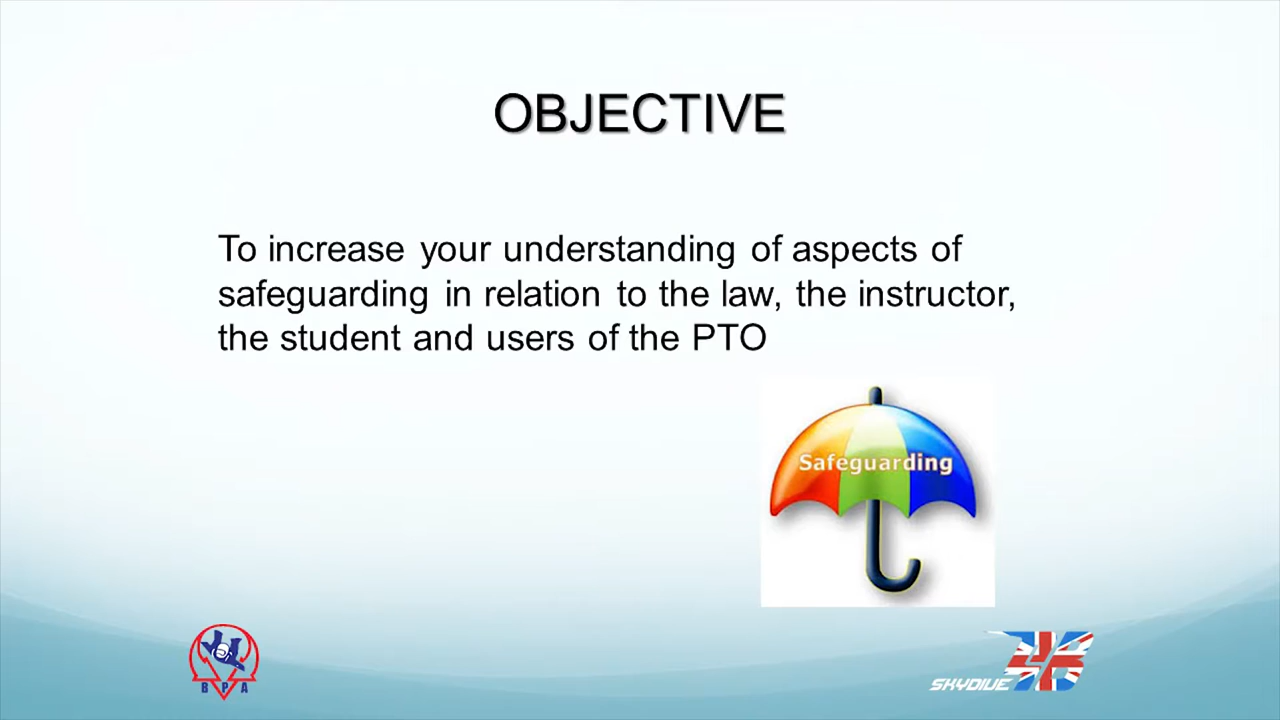 OBJECTIVE
To increase your understanding of aspects of
safeguarding in relation to the law, the instructor,
the student and users of the PTO
Safeguarding
BPA
SKYDIVE